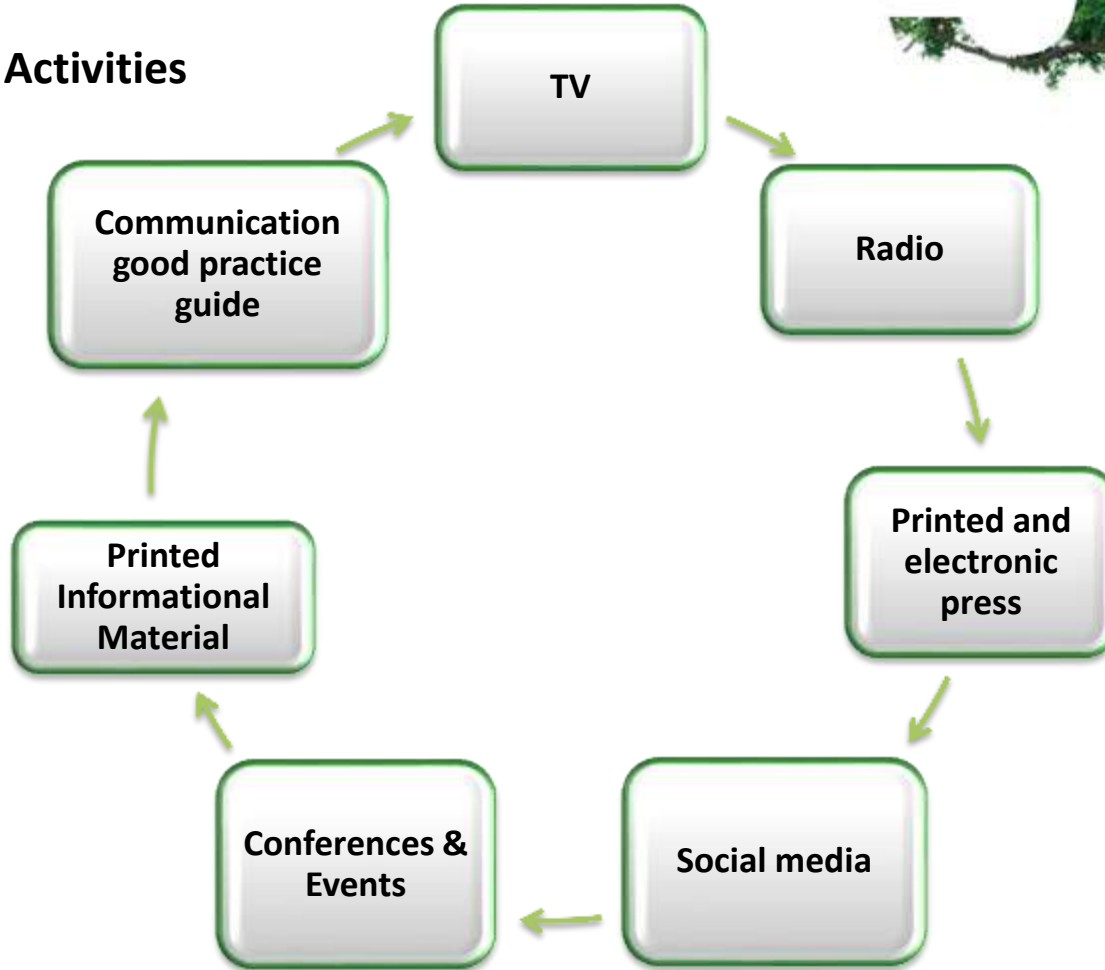 Activities
TV
Radio
Printed and
electronic
press
Social media
Conferences &
Events
Printed
Informational
Material
Communication
good practice
guide